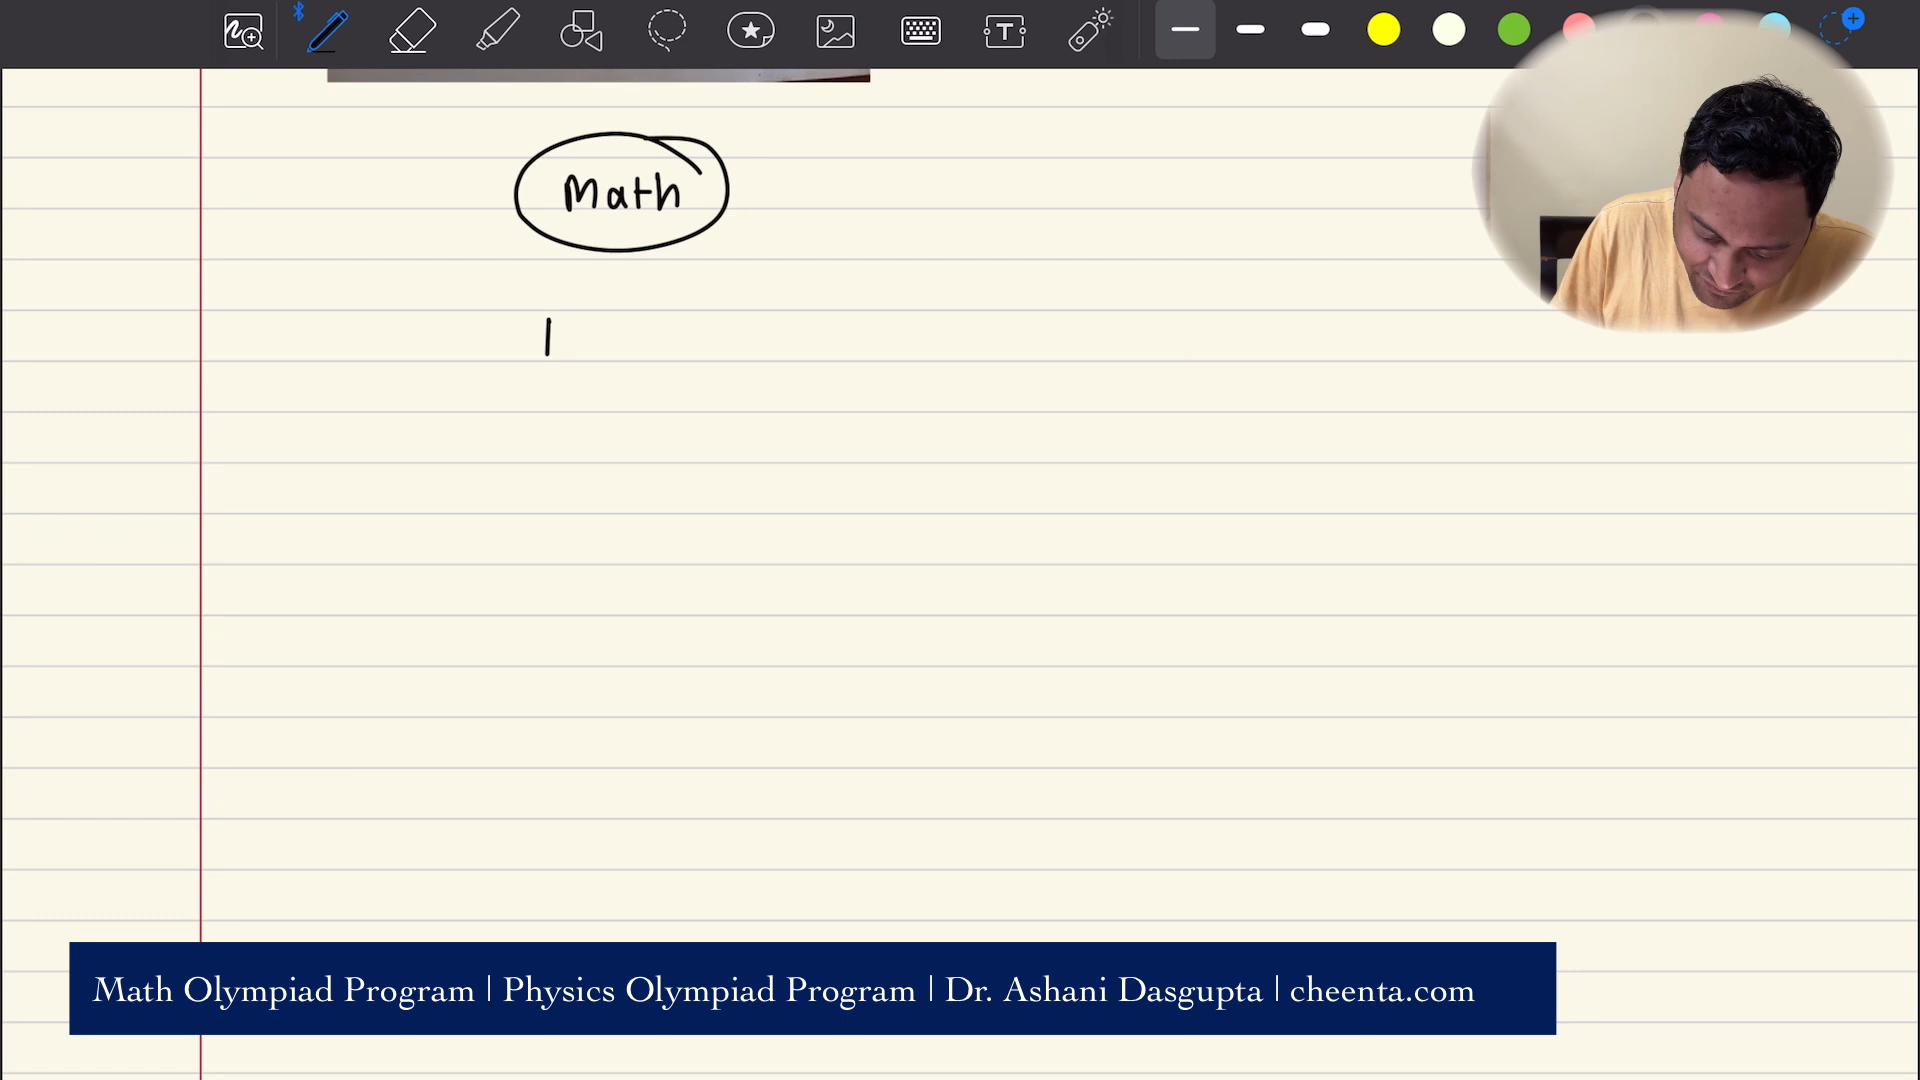 Math
Math Olympiad Program | Physics Olympiad Program | Dr. Ashani Dasgupta | cheenta.com